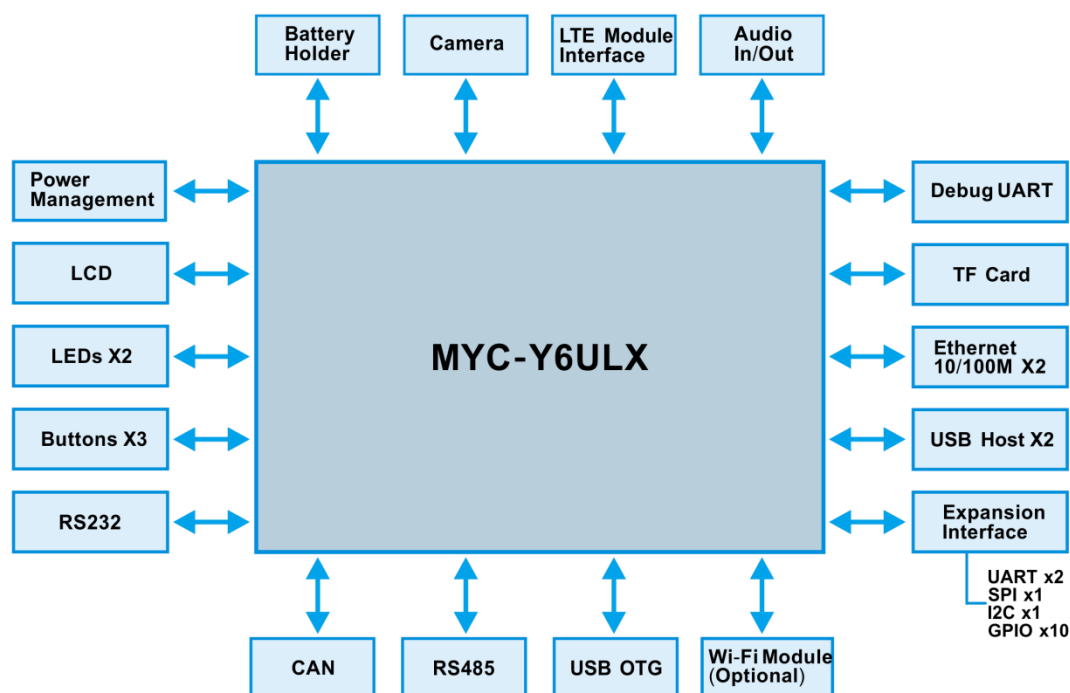 Battery
Holder
Camera
LTE Module
Interface
Audio
In/Out
Power
Management
LCD
LEDs X2
Buttons X3
RS232
MYC-Y6ULX
Debug UART
TF Card
Ethernet
10/100M X2
USB Host X2
Expansion
Interface
UART x2
SPI x1
I2C x1
GPIO x10
CAN
RS485
USB OTG
Wi-Fi Module
(Optional)